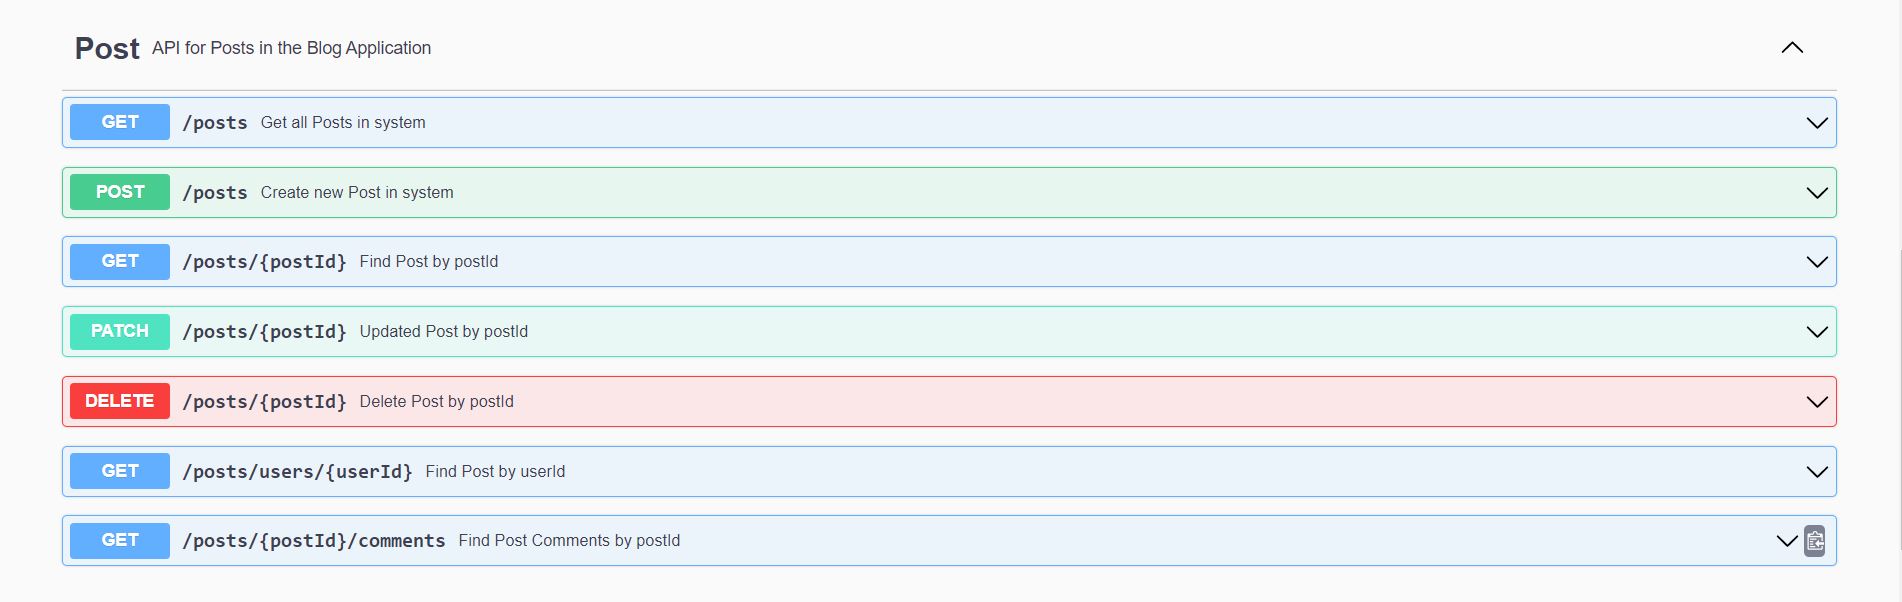 Post API for Posts in the Blog Application
GET /posts Get all Posts in system
POST /posts Create new Post in system
GET /posts/{postId} Find Post by postId
PATCH /posts/{postId} Updated Post by postId
DELETE /posts/{postId} Delete Post by postId
GET /posts/users/{userId} Find Post by userId
GET /posts/{postId}/comments Find Post Comments by postId